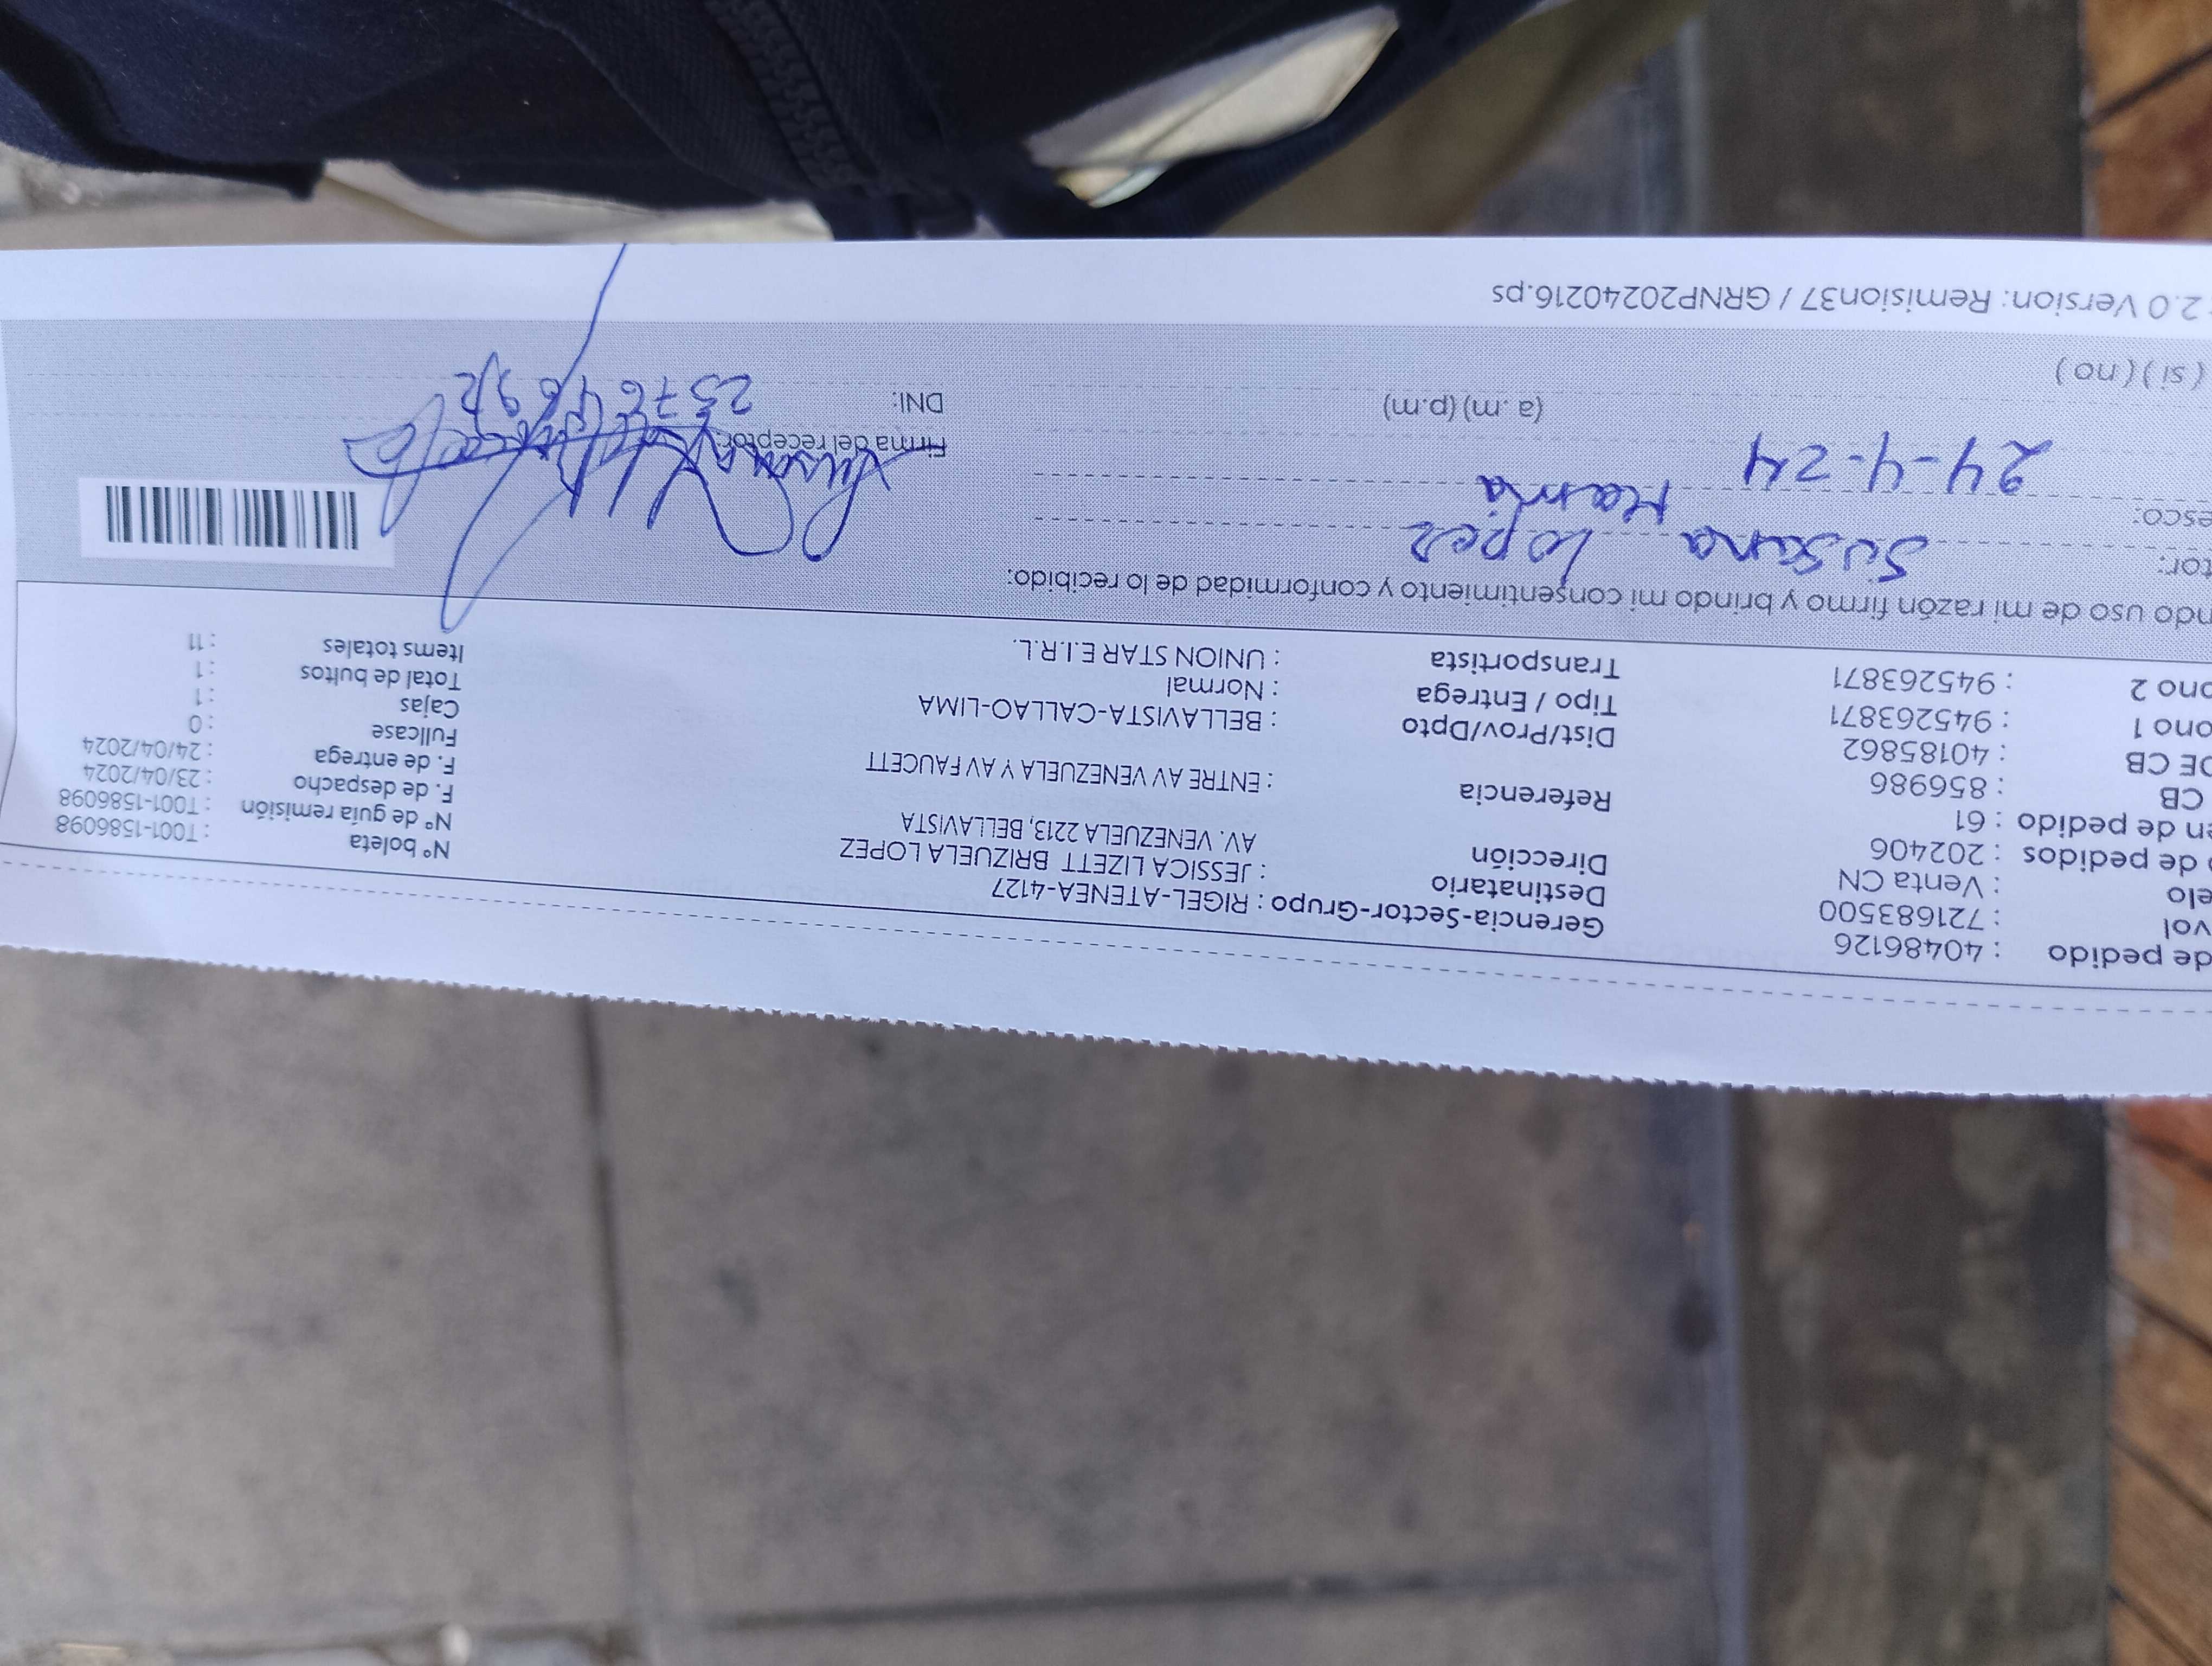 de pedido : 40486126 Gerencia-Sector-Grupo : RIGEL-ATENEA-4127 N° boleta : T001-1586098
vol : 721683500 Destinatario : JESSICA LIZETT BRIZUELA LOPEZ N° de guía remisión : T001-1586098
elo : Venta CN Dirección AV. VENEZUELA 2213, BELLAVISTA F. de despacho : 23/04/2024
o de pedidos : 202406 F. de entrega : 24/04/2024
en de pedido : 61 Referencia : ENTRE AV VENEZUELA Y AV FAUCETT Fullcase : 0
CB : 856986 Cajas : 1
DE CB : 40185862 Dist/Prov/Dpto : BELLAVISTA-CALLAO-LIMA Total de bultos : 1
ono 1 : 945263871 Tipo / Entrega : Normal Items totales : 11
ono 2 : 945263871 Transportista : UNION STAR E.I.R.L.
ndo uso de mi razón firmo y brindo mi consentimiento y conformidad de lo recibido:
tor: Susana Lopez
esco: Mamá
24-4-24 Firma del receptor: Susana
(a.m) (p.m) DNI:
(si) (no)
2.0 Version: Remision37 / GRNP20240216.ps